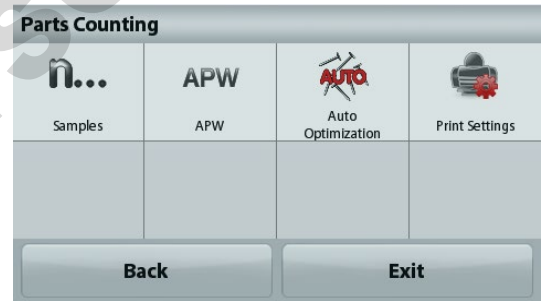 Parts Counting
n...
APW
AUTO
Samples
APW
Auto
Optimization
Print Settings
Back
Exit